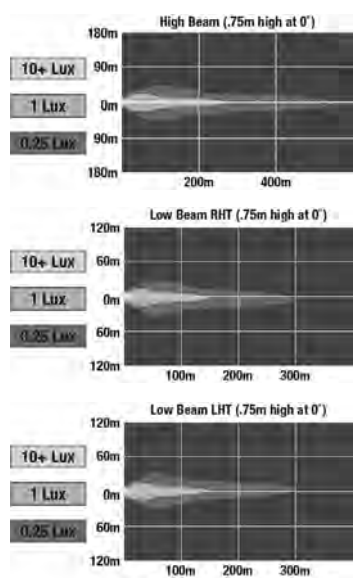 High Beam (.75m high at 0˚)
180m
90m
0m
90m
180m
10+ Lux
1 Lux
0.25 Lux
200m 400m
Low Beam RHT (.75m high at 0˚)
120m
60m
0m
60m
120m
10+ Lux
1 Lux
0.25 Lux
100m 200m 300m
Low Beam LHT (.75m high at 0˚)
120m
60m
0m
60m
120m
10+ Lux
1 Lux
0.25 Lux
100m 200m 300m